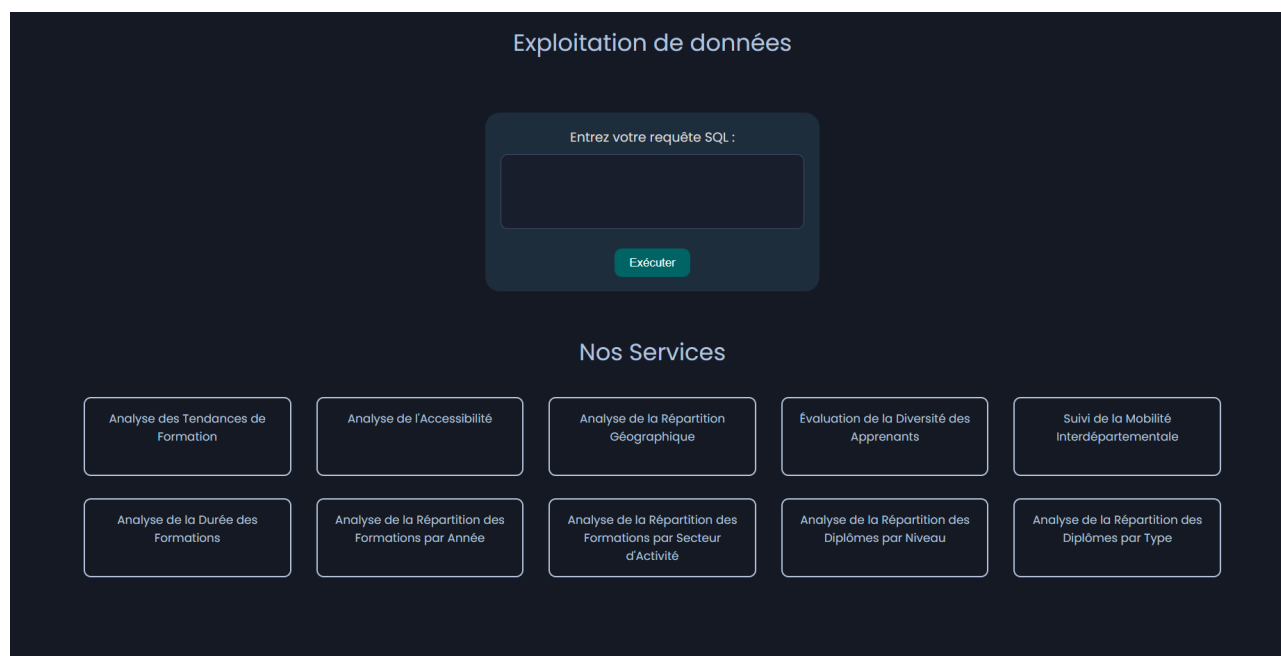 Exploitation de données
Entrez votre requête SQL :
Exécuter
Nos Services
Analyse des Tendances de
Formation
Analyse de l'Accessibilité
Analyse de la Répartition
Géographique
Évaluation de la Diversité des
Apprenants
Suivi de la Mobilité
Interdépartementale
Analyse de la Durée des
Formations
Analyse de la Répartition des
Formations par Année
Analyse de la Répartition des
Formations par Secteur
d'Activité
Analyse de la Répartition des
Diplômes par Niveau
Analyse de la Répartition des
Diplômes par Type